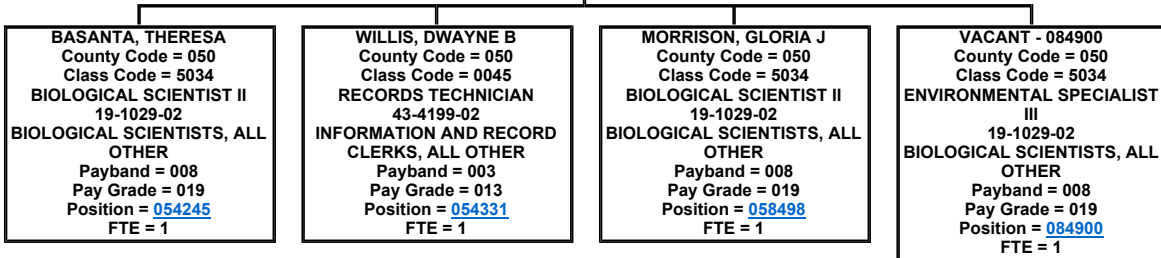 BASANTA, THERESA
County Code = 050
Class Code = 5034
BIOLOGICAL SCIENTIST II
19-1029-02
BIOLOGICAL SCIENTISTS, ALL
OTHER
Payband = 008
Pay Grade = 019
Position = 054245
FTE = 1
WILLIS, DWAYNE B
County Code = 050
Class Code = 0045
RECORDS TECHNICIAN
43-4199-02
INFORMATION AND RECORD
CLERKS, ALL OTHER
Payband = 003
Pay Grade = 013
Position = 054331
FTE = 1
MORRISON, GLORIA J
County Code = 050
Class Code = 5034
BIOLOGICAL SCIENTIST II
19-1029-02
BIOLOGICAL SCIENTISTS, ALL
OTHER
Payband = 008
Pay Grade = 019
Position = 058498
FTE = 1
VACANT - 084900
County Code = 050
Class Code = 5034
ENVIRONMENTAL SPECIALIST
III
19-1029-02
BIOLOGICAL SCIENTISTS, ALL
OTHER
Payband = 008
Pay Grade = 019
Position = 084900
FTE = 1